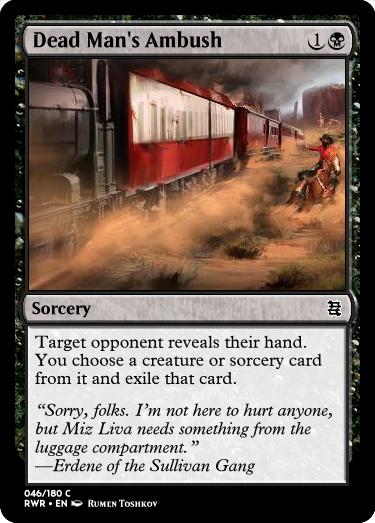 Dead Man's Ambush 1
Sorcery
Target opponent reveals their hand.
You choose a creature or sorcery card
from it and exile that card.
“Sorry, folks. I'm not here to hurt anyone,
but Miz Liva needs something from the
luggage compartment.”
—Erdene of the Sullivan Gang
046/180 C
RWR • EN Rumen Toshkov